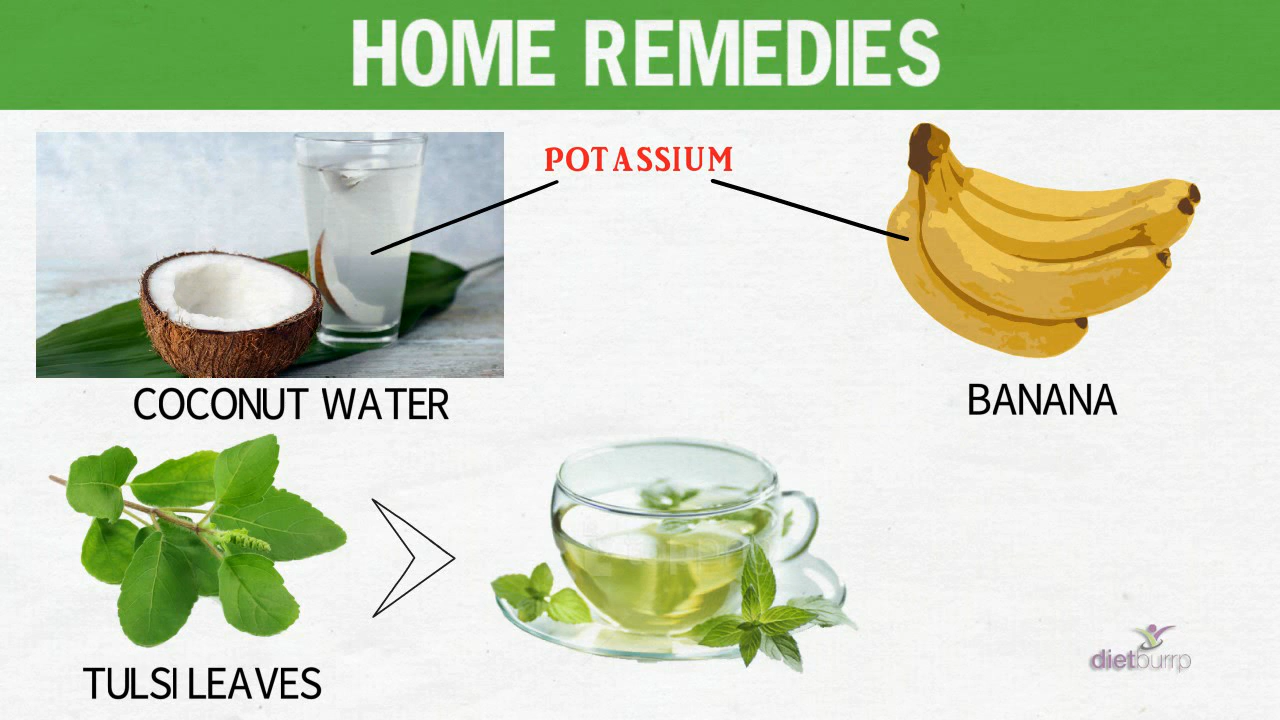 HOME REMEDIES
POTASSIUM
COCONUT WATER
BANANA
TULSI LEAVES
dietburrp